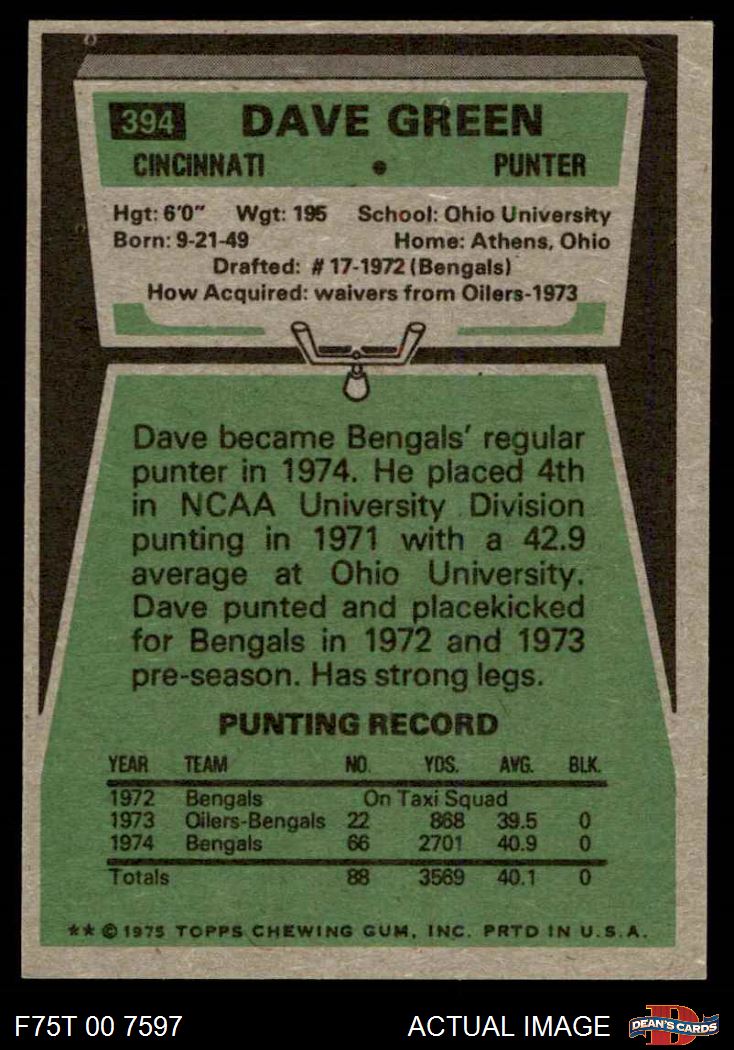 394 DAVE GREEN
CINCINNATI • PUNTER
Hgt: 6'0" Wgt: 195 School: Ohio University
Born: 9-21-49 Home: Athens, Ohio
Drafted: # 17-1972 (Bengals)
How Acquired: waivers from Oilers-1973
Dave became Bengals' regular
punter in 1974. He placed 4th
in NCAA University Division
punting in 1971 with a 42.9
average at Ohio University.
Dave punted and placekicked
for Bengals in 1972 and 1973
pre-season. Has strong legs.
PUNTING RECORD
YEAR TEAM NO. YDS. AVG. BLK.
1972 Bengals On Taxi Squad
1973 Oilers-Bengals 22 868 39.5 0
1974 Bengals 66 2701 40.9 0
Totals 88 3569 40.1 0
** © 1975 TOPPS CHEWING GUM, INC. PRTD IN U.S.A.
F75T 00 7597 ACTUAL IMAGE D DEAN'S CARDS